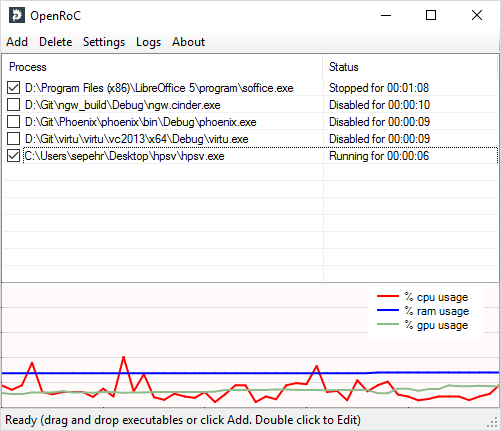 OpenRoC
Add Delete Settings Logs About
Process Status
D:\Program Files (x86)\LibreOffice 5\program\soffice.exe Stopped for 00:01:08
D:\Git\ngw_build\Debug\ngw.cinder.exe Disabled for 00:00:10
D:\Git\Phoenix\phoenix\bin\Debug\phoenix.exe Disabled for 00:00:09
D:\Git\virtu\virtu\vc2013\x64\Debug\virtu.exe Disabled for 00:00:09
C:\Users\sepehr\Desktop\hpsv\hpsv.exe Running for 00:00:06
% cpu usage
% ram usage
% gpu usage
Ready (drag and drop executables or click Add. Double click to Edit)